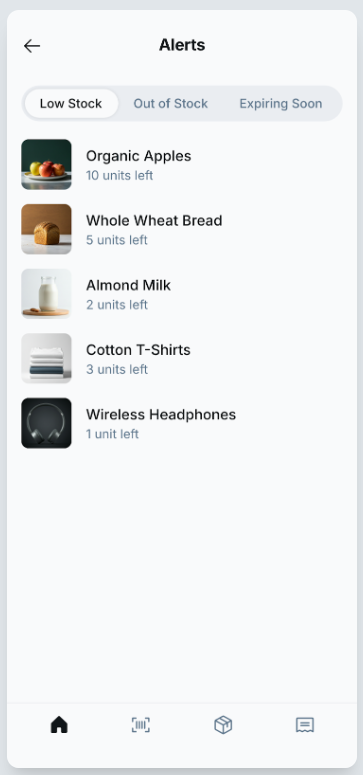 Alerts
Low Stock Out of Stock Expiring Soon
Organic Apples
10 units left
Whole Wheat Bread
5 units left
Almond Milk
2 units left
Cotton T-Shirts
3 units left
Wireless Headphones
1 unit left